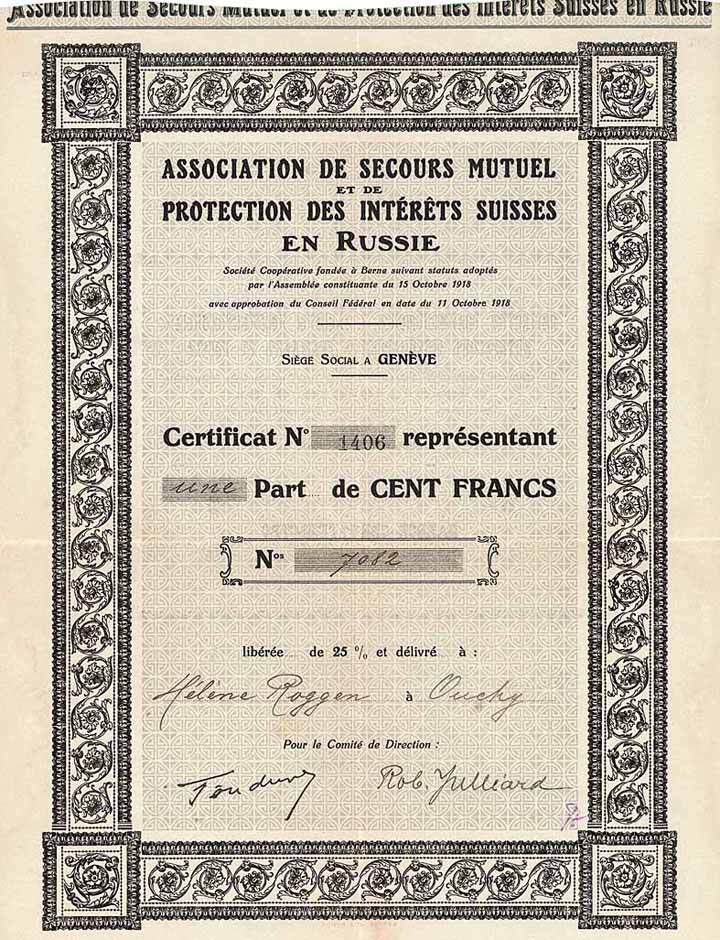 Association de Secours Mutuel et de Protection des Intérêts Suisses en Russie
ASSOCIATION DE SECOURS MUTUEL
ET DE
PROTECTION DES INTÉRÊTS SUISSES
EN RUSSIE
Société Coopérative fondée à Berne suivant statuts adoptés
par l'Assemblée constituante du 15 Octobre 1918
avec approbation du Conseil Fédéral en date du 11 Octobre 1918
SIÈGE SOCIAL A GENÈVE
Certificat Nº 1406 représentant
une Part de CENT FRANCS
Nos 7082
libérée de 25 % et délivré à :
Hélène Roggen à Ouchy
Pour le Comité de Direction :
Rob. Julliard